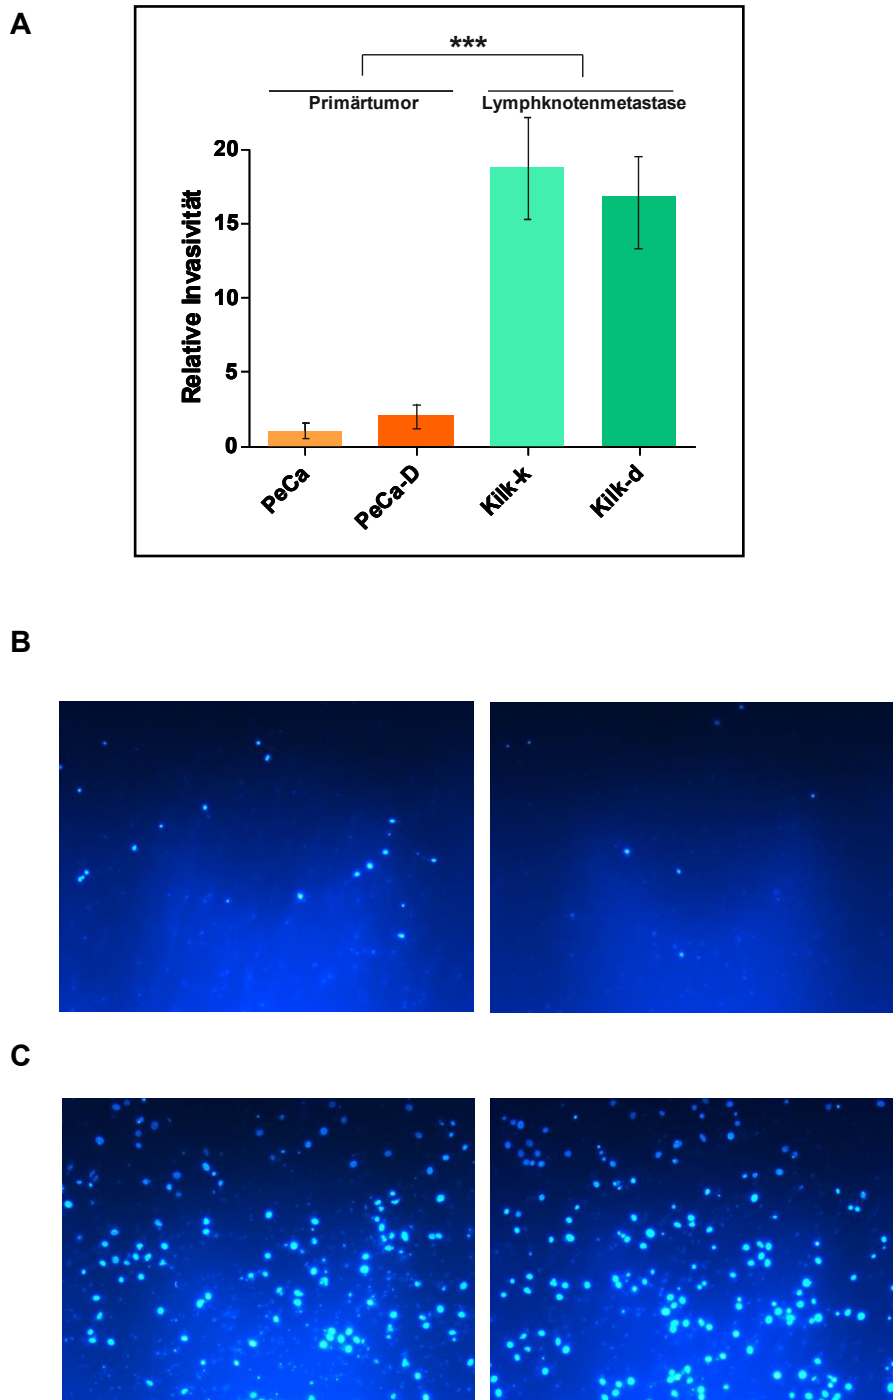 A
***
Primärtumor
Lymphknotenmetastase
Relative Invasivität
20
15
10
5
0
PeCa
PeCa-D
Kilk-k
Kilk-d
B
C